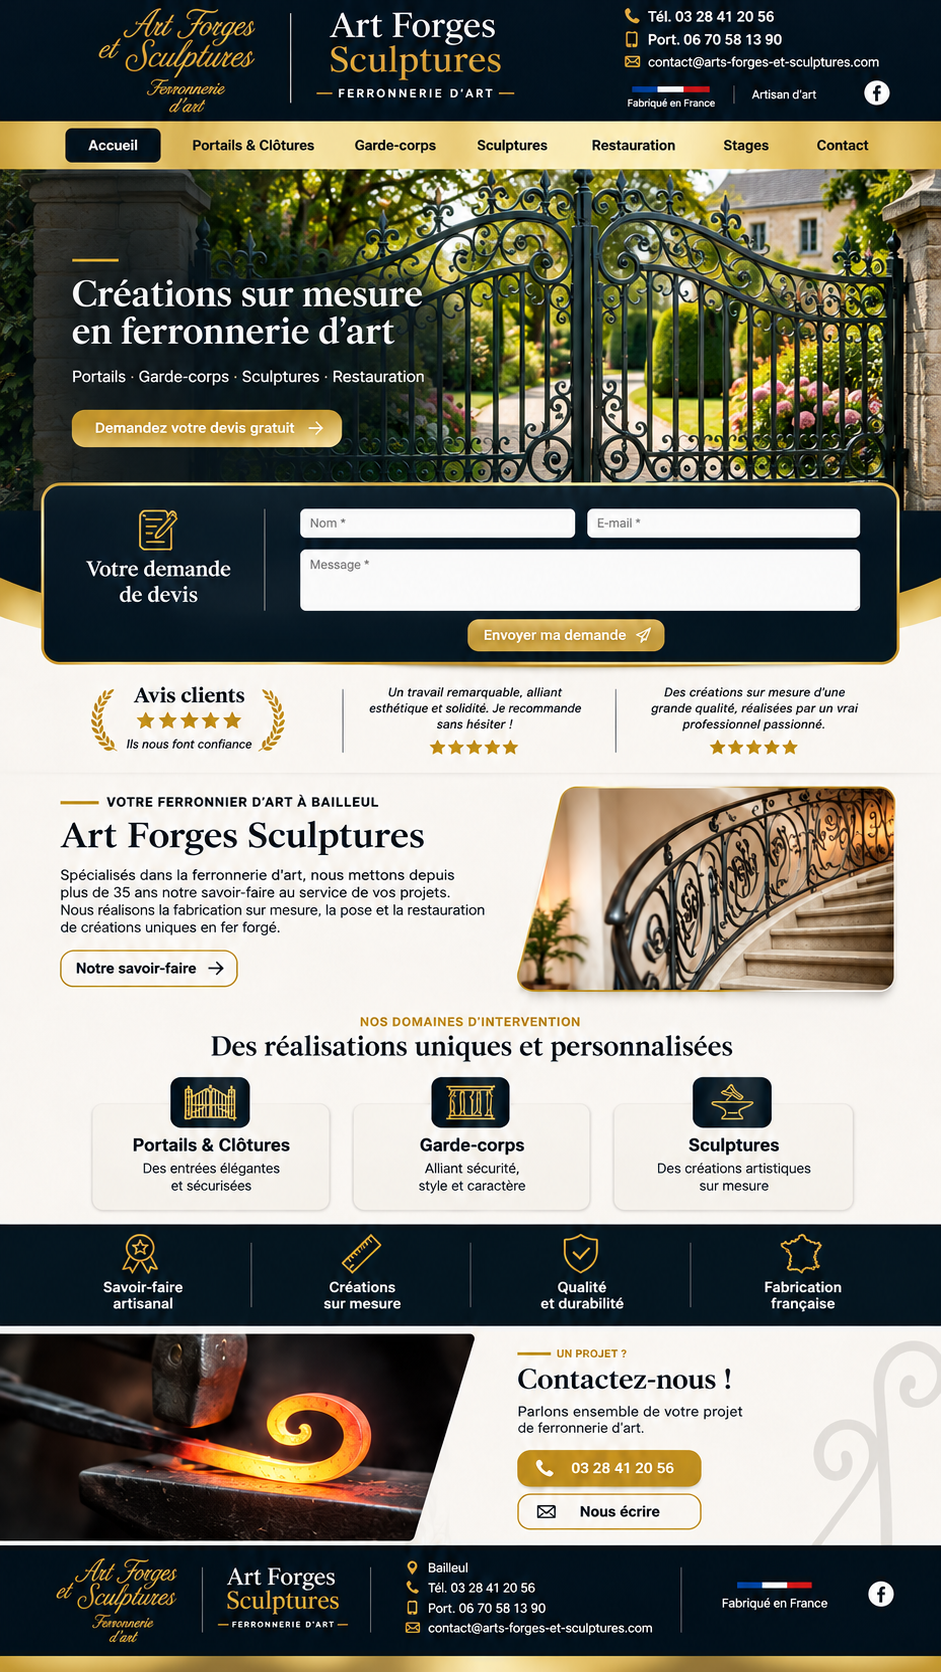 Art Forges
et Sculptures
Ferronnerie
d'art
Art Forges
Sculptures
FERRONNERIE D'ART
Tél. 03 28 41 20 56
Port. 06 70 58 13 90
contact@arts-forges-et-sculptures.com
Fabriqué en France
Artisan d'art
f
Accueil
Portails & Clôtures
Garde-corps
Sculptures
Restauration
Stages
Contact
Créations sur mesure
en ferronnerie d'art
Portails · Garde-corps · Sculptures · Restauration
Demandez votre devis gratuit
Votre demande
de devis
Nom *
E-mail *
Message *
Envoyer ma demande
Avis clients
Ils nous font confiance
Un travail remarquable, alliant
esthétique et solidité. Je recommande
sans hésiter !
Des créations sur mesure d'une
grande qualité, réalisées par un vrai
professionnel passionné.
VOTRE FERRONNIER D'ART À BAILLEUL
Art Forges Sculptures
Spécialisés dans la ferronnerie d'art, nous mettons depuis
plus de 35 ans notre savoir-faire au service de vos projets.
Nous réalisons la fabrication sur mesure, la pose et la restauration
de créations uniques en fer forgé.
Notre savoir-faire
NOS DOMAINES D'INTERVENTION
Des réalisations uniques et personnalisées
Portails & Clôtures
Des entrées élégantes
et sécurisées
Garde-corps
Alliant sécurité,
style et caractère
Sculptures
Des créations artistiques
sur mesure
Savoir-faire
artisanal
Créations
sur mesure
Qualité
et durabilité
Fabrication
française
UN PROJET ?
Contactez-nous !
Parlons ensemble de votre projet
de ferronnerie d'art.
03 28 41 20 56
Nous écrire
Art Forges
et Sculptures
Ferronnerie
d'art
Art Forges
Sculptures
FERRONNERIE D'ART
Bailleul
Tél. 03 28 41 20 56
Port. 06 70 58 13 90
contact@arts-forges-et-sculptures.com
Fabriqué en France
f